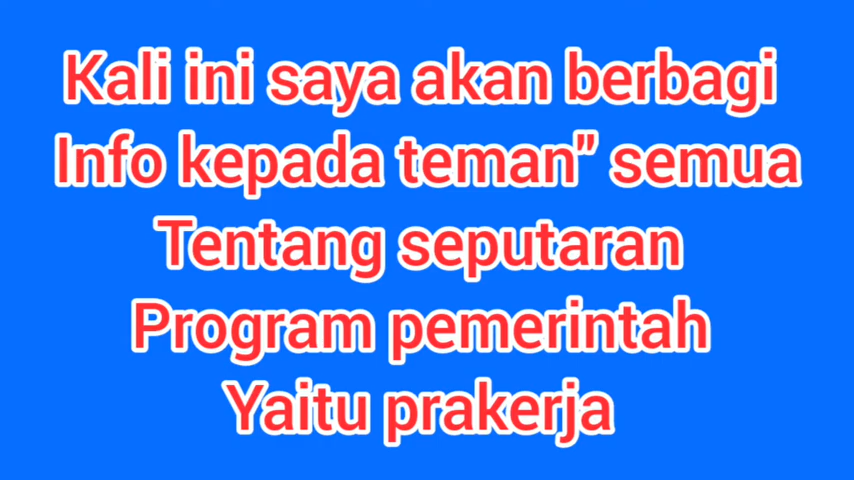 Kali ini saya akan berbagi
Info kepada teman" semua
Tentang seputaran
Program pemerintah
Yaitu prakerja